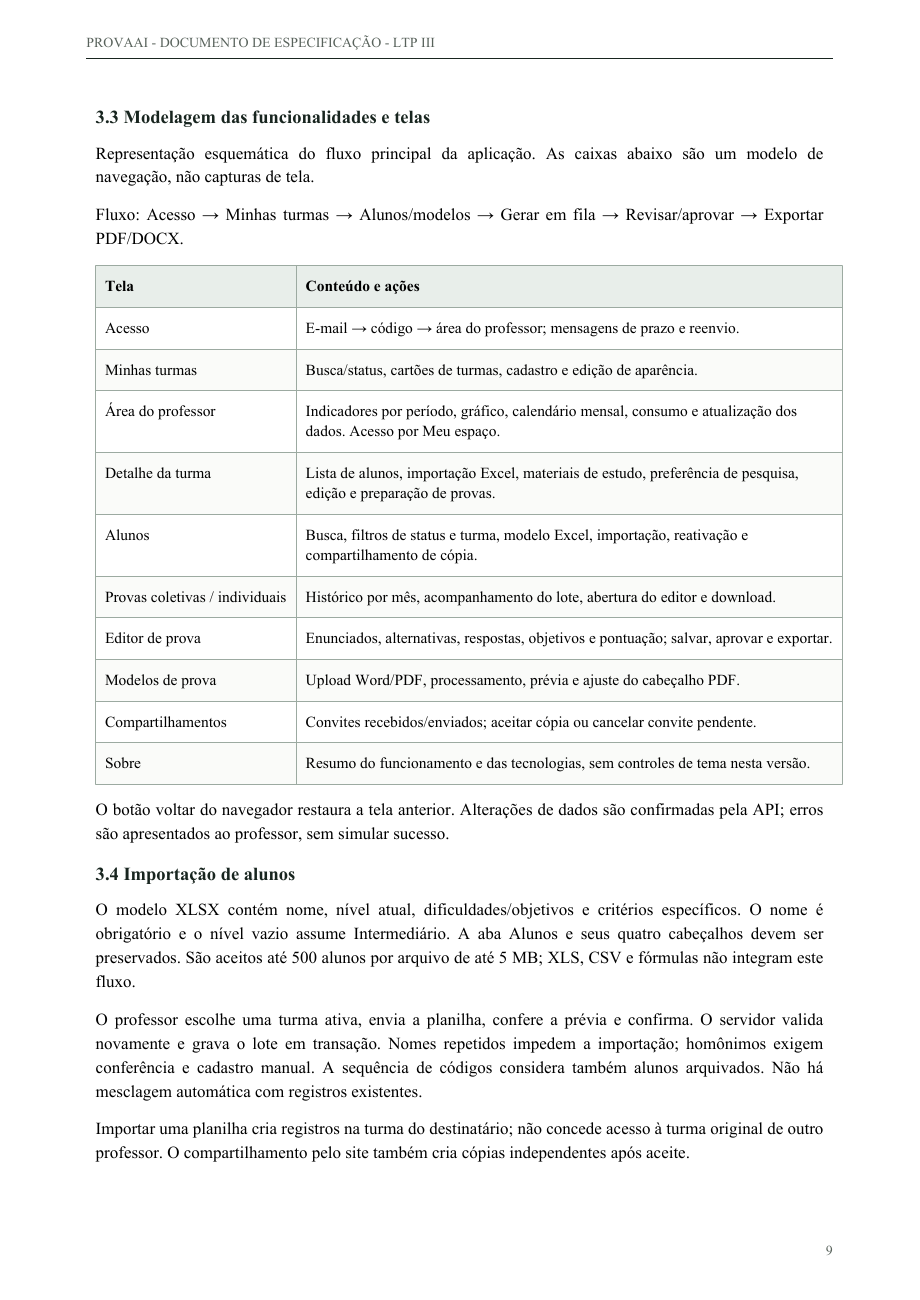 PROVAAI - DOCUMENTO DE ESPECIFICAÇÃO - LTP III
3.3 Modelagem das funcionalidades e telas
Representação esquemática do fluxo principal da aplicação. As caixas abaixo são um modelo de
navegação, não capturas de tela.
Fluxo: Acesso → Minhas turmas → Alunos/modelos → Gerar em fila → Revisar/aprovar → Exportar
PDF/DOCX.
Tela Conteúdo e ações
Acesso E-mail → código → área do professor; mensagens de prazo e reenvio.
Minhas turmas Busca/status, cartões de turmas, cadastro e edição de aparência.
Área do professor Indicadores por período, gráfico, calendário mensal, consumo e atualização dos
dados. Acesso por Meu espaço.
Detalhe da turma Lista de alunos, importação Excel, materiais de estudo, preferência de pesquisa,
edição e preparação de provas.
Alunos Busca, filtros de status e turma, modelo Excel, importação, reativação e
compartilhamento de cópia.
Provas coletivas / individuais Histórico por mês, acompanhamento do lote, abertura do editor e download.
Editor de prova Enunciados, alternativas, respostas, objetivos e pontuação; salvar, aprovar e exportar.
Modelos de prova Upload Word/PDF, processamento, prévia e ajuste do cabeçalho PDF.
Compartilhamentos Convites recebidos/enviados; aceitar cópia ou cancelar convite pendente.
Sobre Resumo do funcionamento e das tecnologias, sem controles de tema nesta versão.
O botão voltar do navegador restaura a tela anterior. Alterações de dados são confirmadas pela API; erros
são apresentados ao professor, sem simular sucesso.
3.4 Importação de alunos
O modelo XLSX contém nome, nível atual, dificuldades/objetivos e critérios específicos. O nome é
obrigatório e o nível vazio assume Intermediário. A aba Alunos e seus quatro cabeçalhos devem ser
preservados. São aceitos até 500 alunos por arquivo de até 5 MB; XLS, CSV e fórmulas não integram este
fluxo.
O professor escolhe uma turma ativa, envia a planilha, confere a prévia e confirma. O servidor valida
novamente e grava o lote em transação. Nomes repetidos impedem a importação; homônimos exigem
conferência e cadastro manual. A sequência de códigos considera também alunos arquivados. Não há
mesclagem automática com registros existentes.
Importar uma planilha cria registros na turma do destinatário; não concede acesso à turma original de outro
professor. O compartilhamento pelo site também cria cópias independentes após aceite.
9